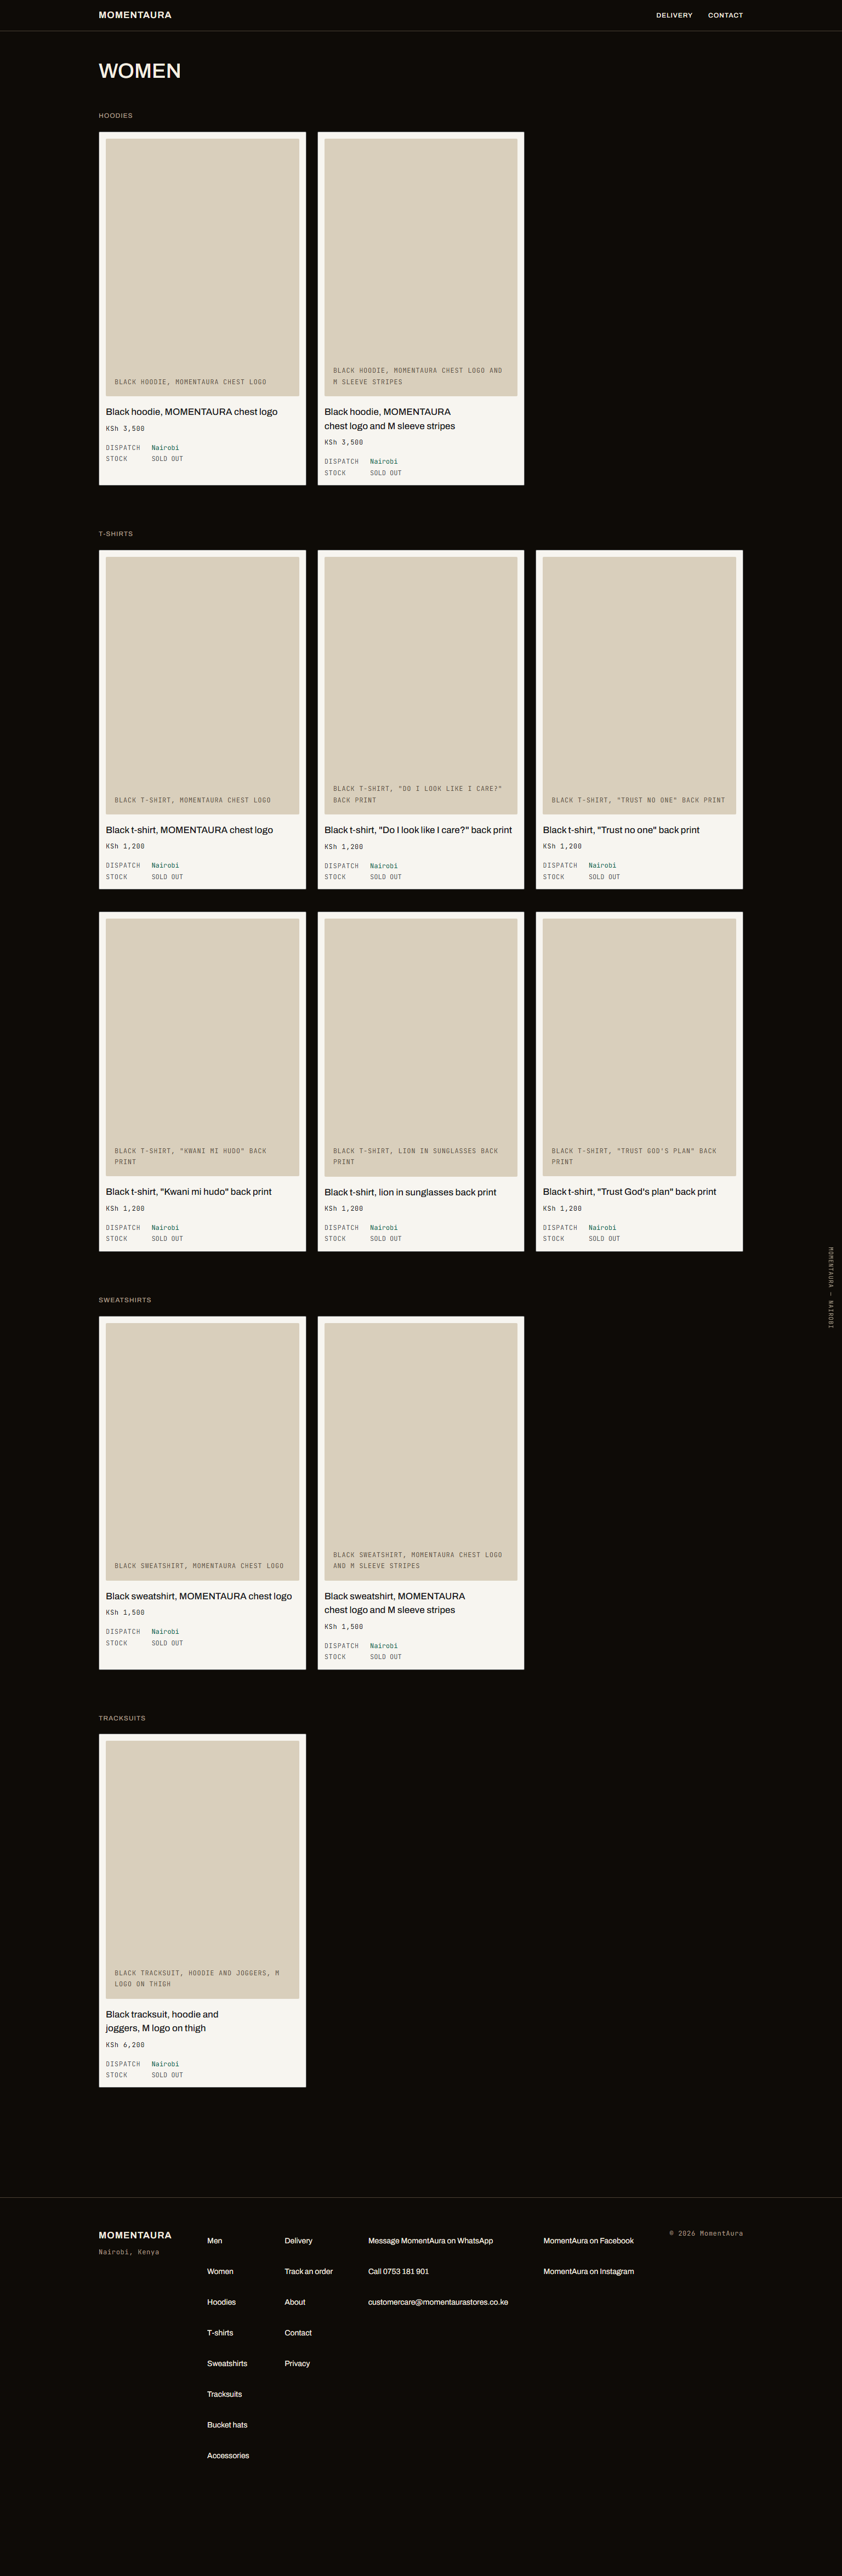 MOMENTAURA
DELIVERY
CONTACT
WOMEN
HOODIES
BLACK HOODIE, MOMENTAURA CHEST LOGO
Black hoodie, MOMENTAURA chest logo
KSh 3,500
DISPATCH Nairobi
STOCK SOLD OUT
BLACK HOODIE, MOMENTAURA CHEST LOGO AND
M SLEEVE STRIPES
Black hoodie, MOMENTAURA
chest logo and M sleeve stripes
KSh 3,500
DISPATCH Nairobi
STOCK SOLD OUT
T-SHIRTS
BLACK T-SHIRT, MOMENTAURA CHEST LOGO
Black t-shirt, MOMENTAURA chest logo
KSh 1,200
DISPATCH Nairobi
STOCK SOLD OUT
BLACK T-SHIRT, "DO I LOOK LIKE I CARE?"
BACK PRINT
Black t-shirt, "Do I look like I care?" back print
KSh 1,200
DISPATCH Nairobi
STOCK SOLD OUT
BLACK T-SHIRT, "TRUST NO ONE" BACK PRINT
Black t-shirt, "Trust no one" back print
KSh 1,200
DISPATCH Nairobi
STOCK SOLD OUT
BLACK T-SHIRT, "KWANI MI HUDO" BACK
PRINT
Black t-shirt, "Kwani mi hudo" back print
KSh 1,200
DISPATCH Nairobi
STOCK SOLD OUT
BLACK T-SHIRT, LION IN SUNGLASSES BACK
PRINT
Black t-shirt, lion in sunglasses back print
KSh 1,200
DISPATCH Nairobi
STOCK SOLD OUT
BLACK T-SHIRT, "TRUST GOD'S PLAN" BACK
PRINT
Black t-shirt, "Trust God's plan" back print
KSh 1,200
DISPATCH Nairobi
STOCK SOLD OUT
MOMENTAURA — NAIROBI
SWEATSHIRTS
BLACK SWEATSHIRT, MOMENTAURA CHEST LOGO
Black sweatshirt, MOMENTAURA chest logo
KSh 1,500
DISPATCH Nairobi
STOCK SOLD OUT
BLACK SWEATSHIRT, MOMENTAURA CHEST LOGO
AND M SLEEVE STRIPES
Black sweatshirt, MOMENTAURA
chest logo and M sleeve stripes
KSh 1,500
DISPATCH Nairobi
STOCK SOLD OUT
TRACKSUITS
BLACK TRACKSUIT, HOODIE AND JOGGERS, M
LOGO ON THIGH
Black tracksuit, hoodie and
joggers, M logo on thigh
KSh 6,200
DISPATCH Nairobi
STOCK SOLD OUT
MOMENTAURA
Nairobi, Kenya
Men
Women
Hoodies
T-shirts
Sweatshirts
Tracksuits
Bucket hats
Accessories
Delivery
Track an order
About
Contact
Privacy
Message MomentAura on WhatsApp
Call 0753 181 901
customercare@momentaurastores.co.ke
MomentAura on Facebook
MomentAura on Instagram
© 2026 MomentAura